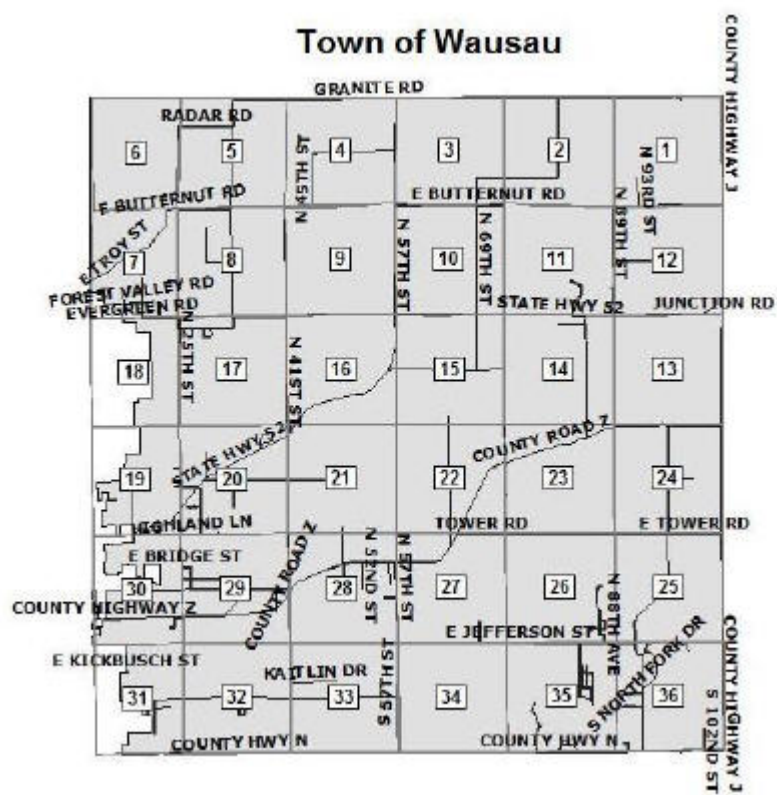 Town of Wausau
GRANITE RD
COUNTY HIGHWAY J
RADAR RD
6
5
N 45TH ST
4
3
2
1
N 93RD ST
E BUTTERNUT RD
E BUTTERNUT RD
E TROY ST
7
8
9
N 57TH ST
10
N 69TH ST
11
N 89TH ST
12
FOREST VALLEY RD
EVERGREEN RD
STATE HWY 52
JUNCTION RD
18
N 25TH ST
17
N 41ST ST
16
15
14
13
STATE HWY 52
COUNTY ROAD Z
19
20
21
22
23
24
HIGHLAND LN
TOWER RD
E TOWER RD
E BRIDGE ST
COUNTY ROAD Z
N 52ND ST
N 57TH ST
30
29
28
27
26
N 88TH AVE
25
COUNTY HIGHWAY Z
E JEFFERSON ST
E KICKBUSCH ST
KAITLIN DR
S 57TH ST
S NORTH FORK DR
COUNTY HIGHWAY J
31
32
33
34
35
36
S 102ND ST
COUNTY HWY N
COUNTY HWY N